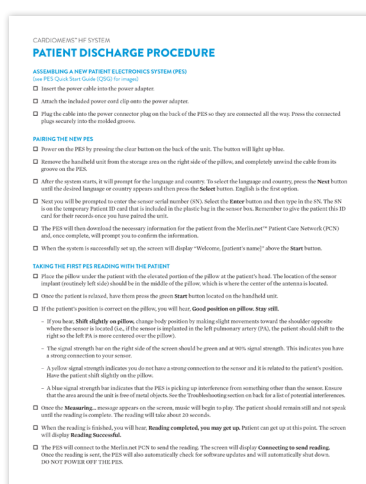 CARDIOMEMS™ HF SYSTEM
PATIENT DISCHARGE PROCEDURE
ASSEMBLING A NEW PATIENT ELECTRONICS SYSTEM (PES)
(see PES Quick Start Guide (QSG) for images)
Insert the power cable into the power adapter.
Attach the included power cord clip onto the power adapter.
Plug the cable into the power connector plug on the back of the PES so they are connected all the way. Press the connected
plugs securely into the molded groove.
PAIRING THE NEW PES
Power on the PES by pressing the clear button on the back of the unit. The button will light up blue.
Remove the handheld unit from the storage area on the right side of the pillow, and completely unwind the cable from its
groove on the PES.
After the system starts, it will prompt for the language and country. To select the language and country, press the Next button
until the desired language or country appears and then press the Select button. English is the first option.
Next you will be prompted to enter the sensor serial number (SN). Select the Enter button and then type in the SN. The SN
is on the temporary Patient ID card that is included in the plastic bag in the sensor box. Remember to give the patient this ID
card for their records once you have paired the unit.
The PES will then download the necessary information for the patient from the Merlin.net™ Patient Care Network (PCN)
and, once complete, will prompt you to confirm the information.
When the system is successfully set up, the screen will display "Welcome, [patient's name]" above the Start button.
TAKING THE FIRST PES READING WITH THE PATIENT
Place the pillow under the patient with the elevated portion of the pillow at the patient's head. The location of the sensor
implant (routinely left side) should be in the middle of the pillow, which is where the center of the antenna is located.
Once the patient is relaxed, have them press the green Start button located on the handheld unit.
If the patient's position is correct on the pillow, you will hear, Good position on pillow. Stay still.
– If you hear, Shift slightly on pillow, change body position by making slight movements toward the shoulder opposite
where the sensor is located (i.e., if the sensor is implanted in the left pulmonary artery (PA), the patient should shift to the
right so the left PA is more centered over the pillow).
– The signal strength bar on the right side of the screen should be green and at 90% signal strength. This indicates you have
a strong connection to your sensor.
– A yellow signal strength indicates you do not have a strong connection to the sensor and it is related to the patient's position.
Have the patient shift slightly on the pillow.
– A blue signal strength bar indicates that the PES is picking up interference from something other than the sensor. Ensure
that the area around the unit is free of metal objects. See the Troubleshooting section on back for a list of potential interferences.
Once the Measuring... message appears on the screen, music will begin to play. The patient should remain still and not speak
until the reading is complete. The reading will take about 20 seconds.
When the reading is finished, you will hear, Reading completed, you may get up. Patient can get up at this point. The screen
will display Reading Successful.
The PES will connect to the Merlin.net PCN to send the reading. The screen will display Connecting to send reading.
Once the reading is sent, the PES will also automatically check for software updates and will automatically shut down.
DO NOT POWER OFF THE PES.